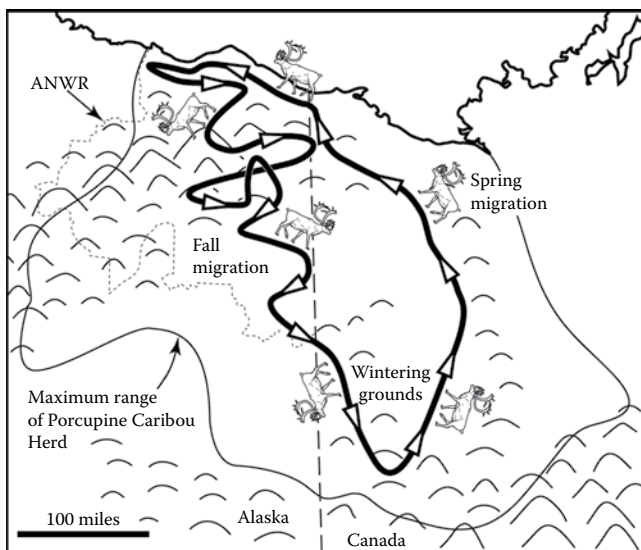 ANWR
Spring
migration
Fall
migration
Wintering
grounds
Maximum range
of Porcupine Caribou
Herd
100 miles
Alaska
Canada